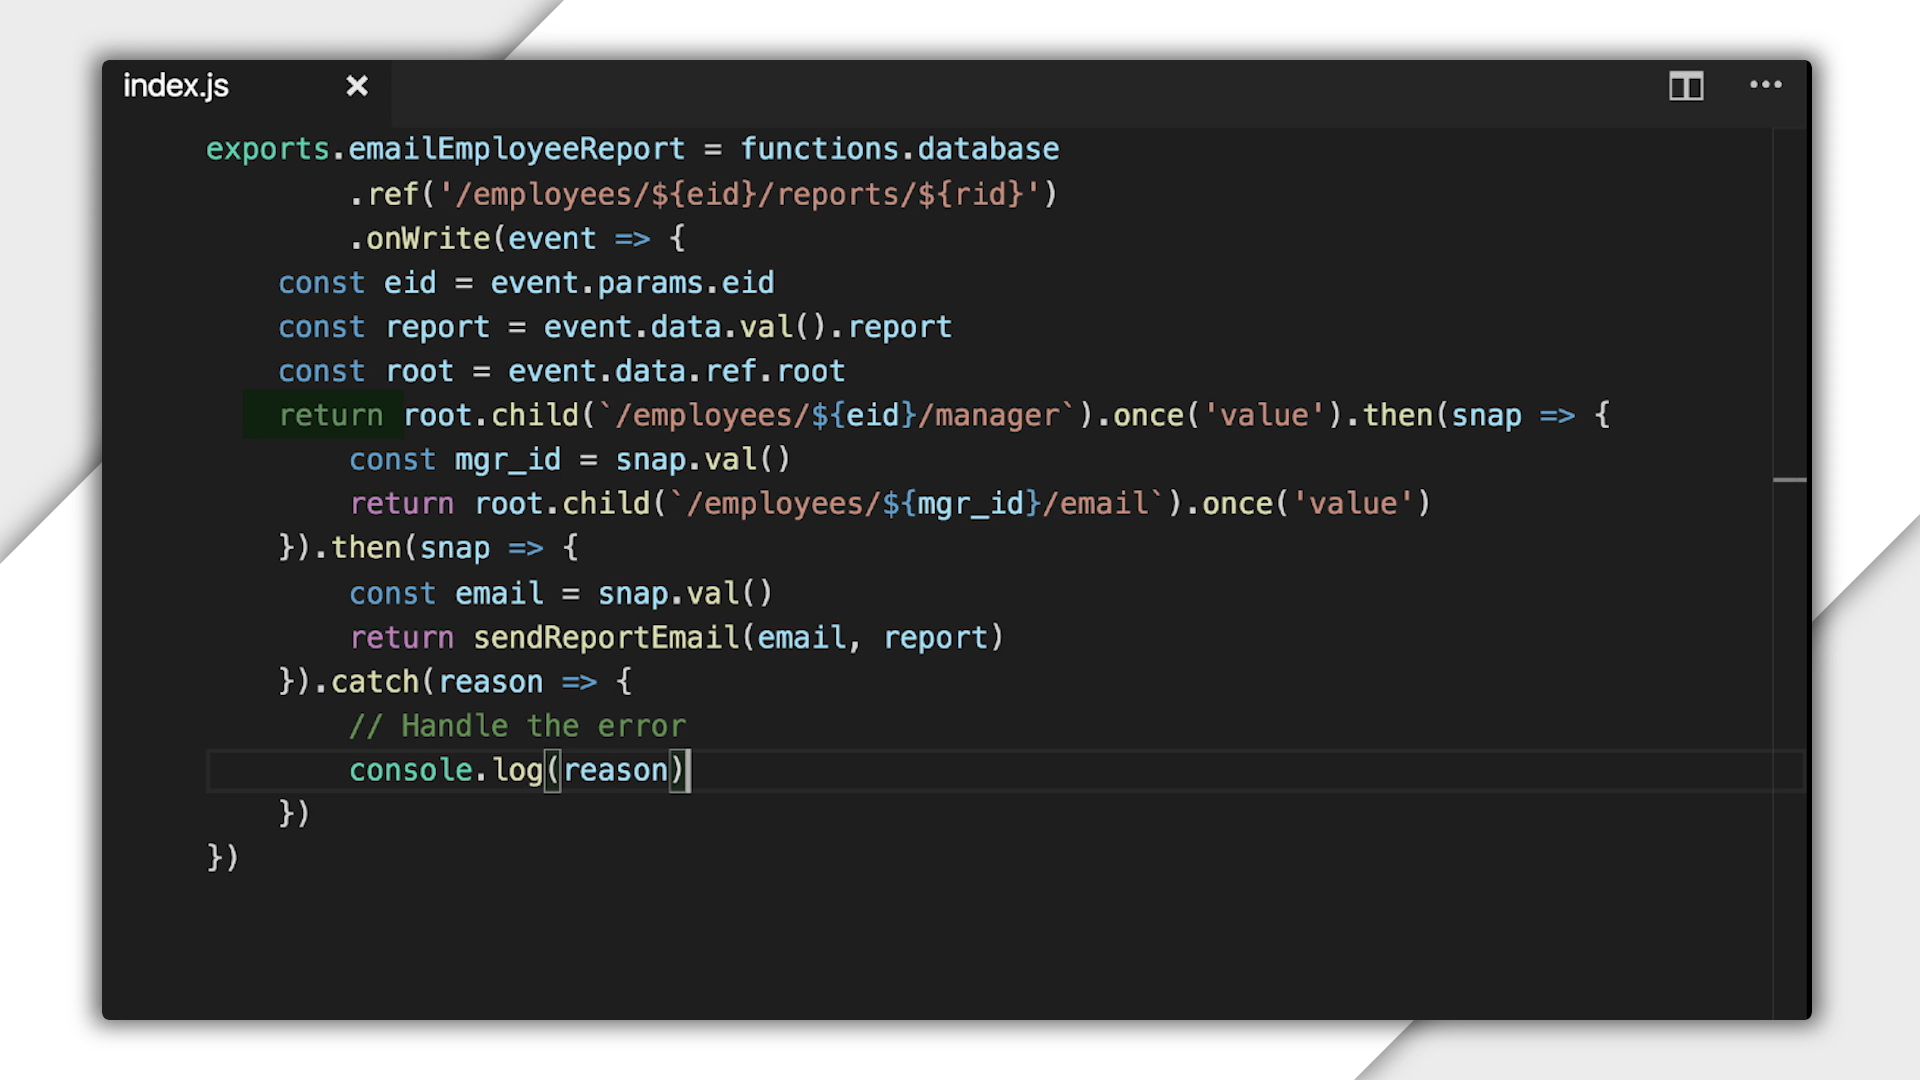 index.js
exports.emailEmployeeReport = functions.database
.ref('/employees/${eid}/reports/${rid}')
.onWrite(event => {
const eid = event.params.eid
const report = event.data.val().report
const root = event.data.ref.root
return root.child(`/employees/${eid}/manager`).once('value').then(snap => {
const mgr_id = snap.val()
return root.child(`/employees/${mgr_id}/email`).once('value')
}).then(snap => {
const email = snap.val()
return sendReportEmail(email, report)
}).catch(reason => {
// Handle the error
console.log(reason)
})
})